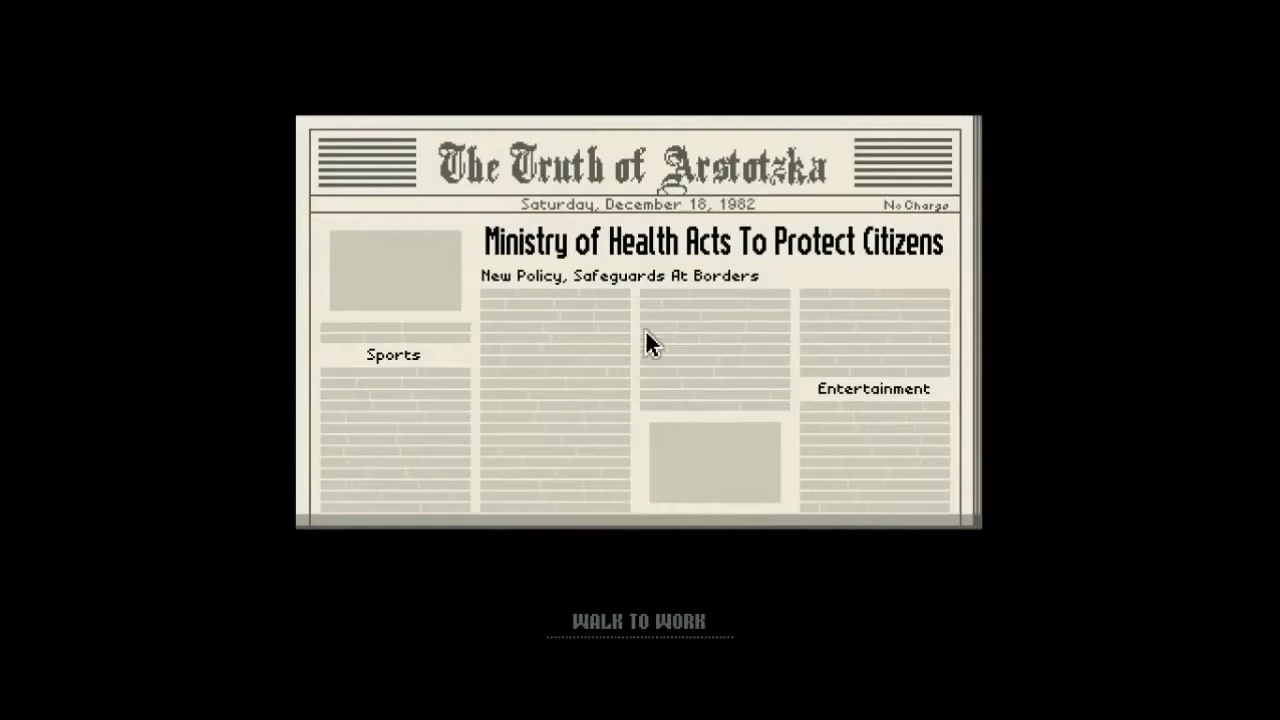 The Truth of Arstotzka
Saturday, December 18, 1982
No Charge
Ministry of Health Acts To Protect Citizens
New Policy, Safeguards At Borders
Sports
Entertainment
WALK TO WORK